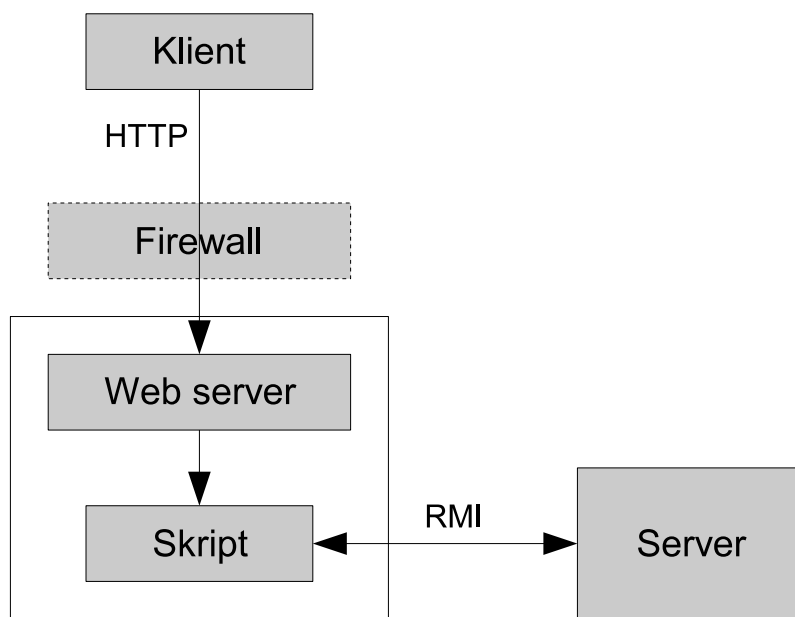 Klient
HTTP
Firewall
Web server
Skript
RMI
Server